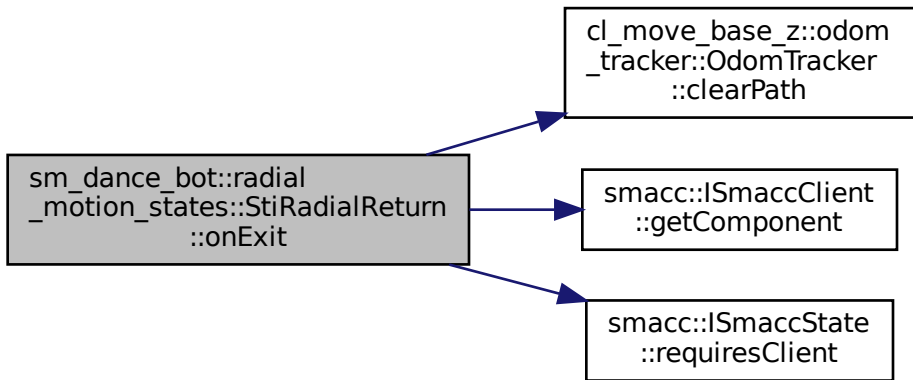 sm_dance_bot::radial
_motion_states::StiRadialReturn
::onExit
cl_move_base_z::odom
_tracker::OdomTracker
::clearPath
smacc::ISmaccClient
::getComponent
smacc::ISmaccState
::requiresClient